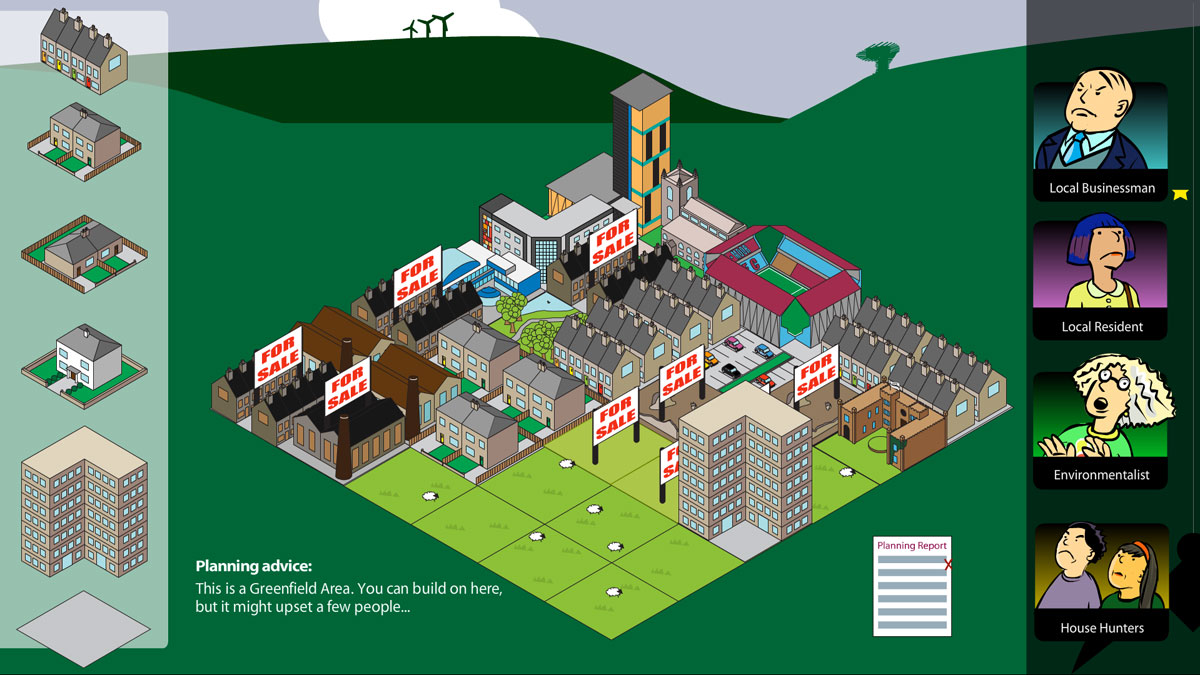 Local Businessman
FOR
SALE
FOR
SALE
Local Resident
FOR
SALE
FOR
SALE
FOR
SALE
FOR
SALE
FOR
SALE
Environmentalist
Planning Report
X
Planning advice:
This is a Greenfield Area. You can build on here,
but it might upset a few people...
House Hunters